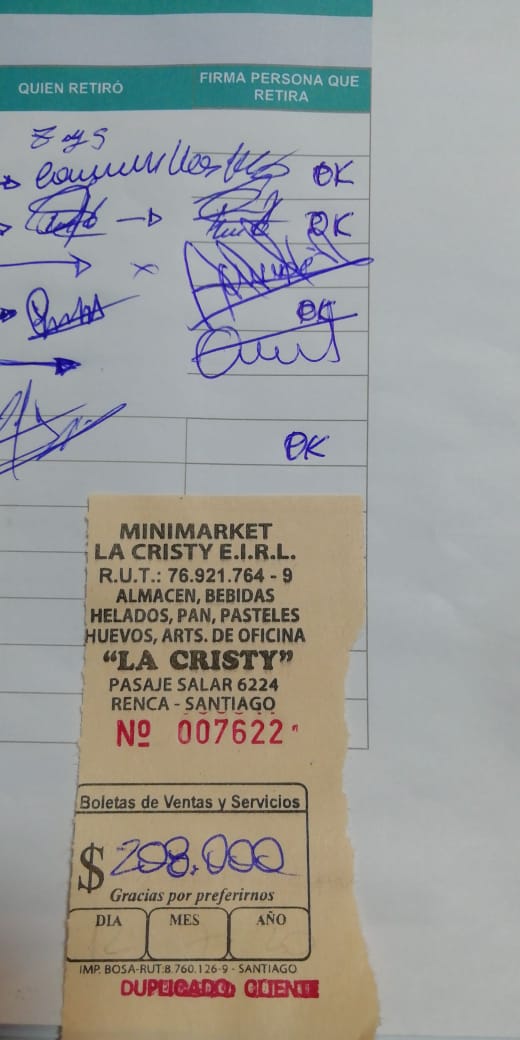 QUIEN RETIRÓ
FIRMA PERSONA QUE
RETIRA
OK
OK
OK
OK
MINIMARKET
LA CRISTY E.I.R.L.
R.U.T.: 76.921.764 - 9
ALMACEN, BEBIDAS
HELADOS, PAN, PASTELES
HUEVOS, ARTS. DE OFICINA
"LA CRISTY"
PASAJE SALAR 6224
RENCA - SANTIAGO
Nº 007622
Boletas de Ventas y Servicios
$ 208.000
Gracias por preferirnos
DIA MES AÑO
IMP. BOSA-RUT:8.760.126-9 - SANTIAGO
DUPLICADO CLIENTE